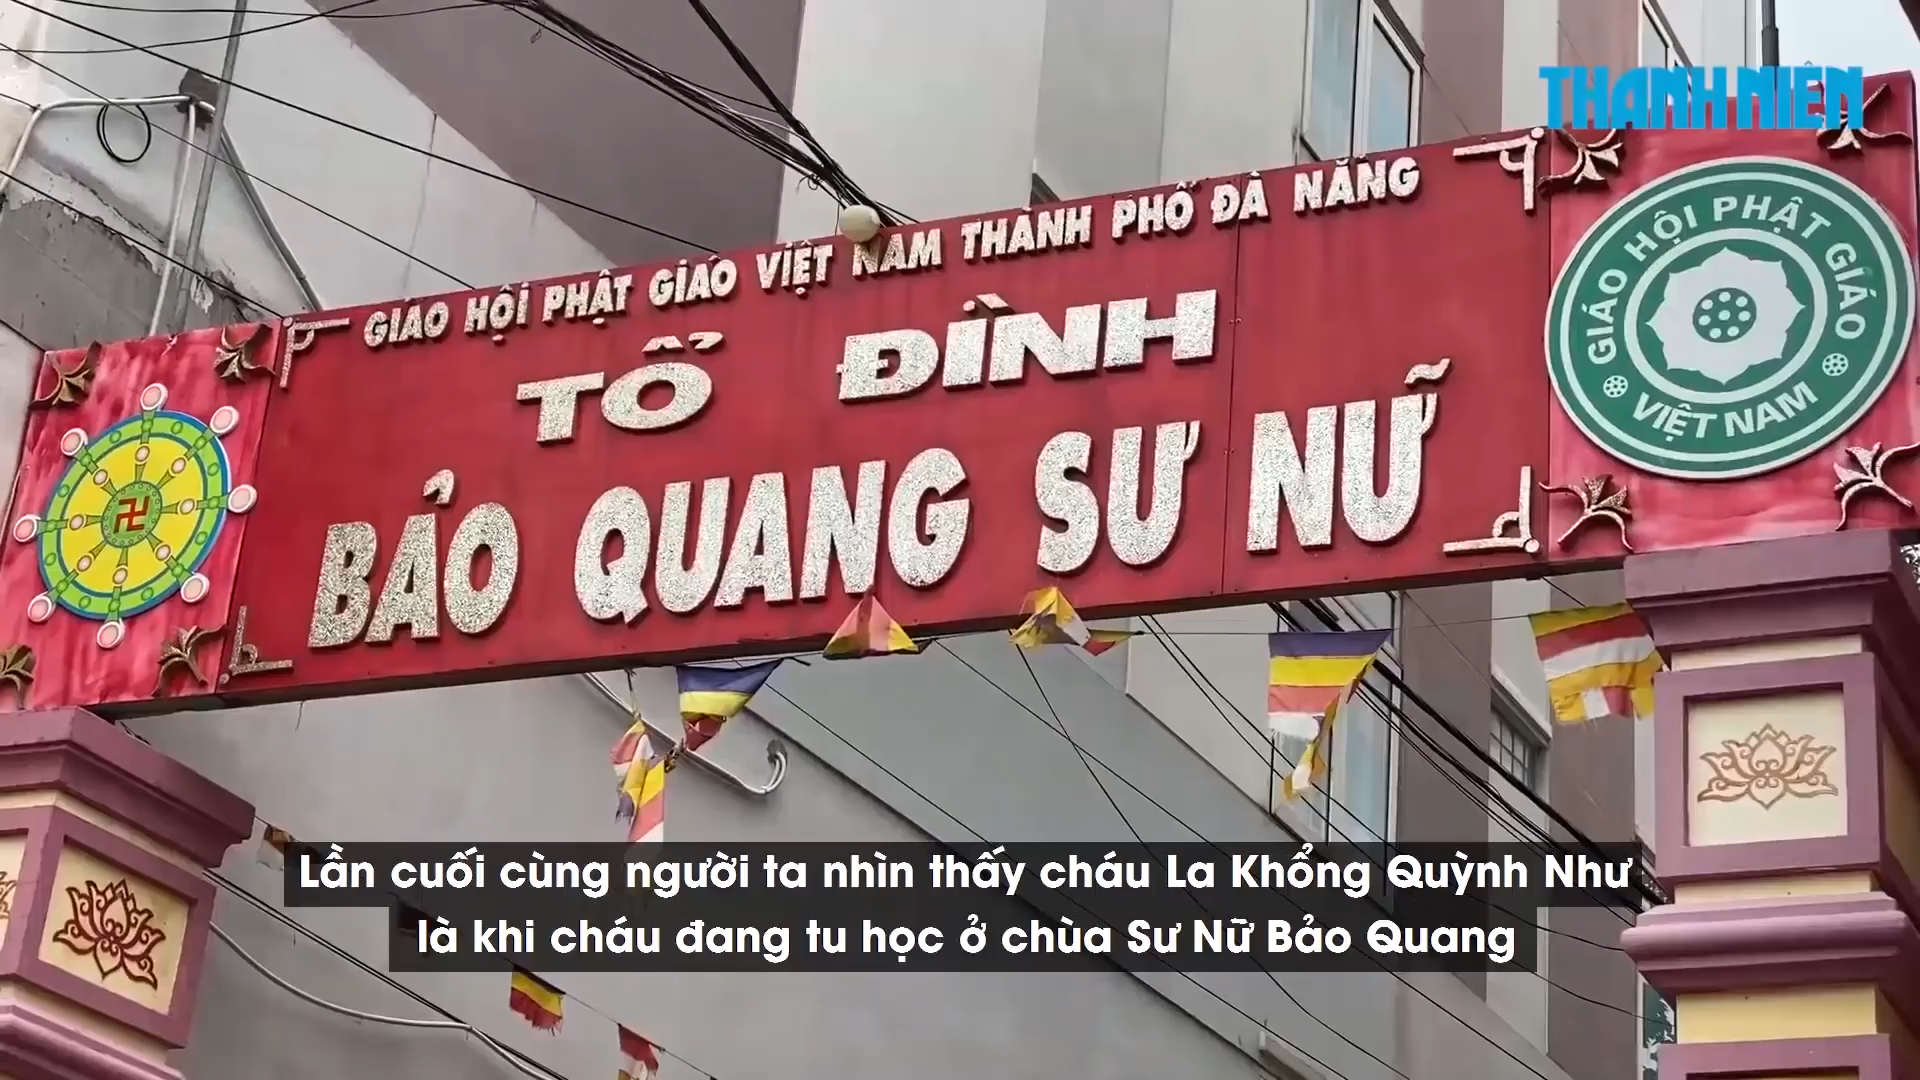 THANH NIÊN
GIÁO HỘI PHẬT GIÁO VIỆT NAM THÀNH PHỐ ĐÀ NẴNG
TỔ ĐÌNH
BẢO QUANG SƯ NỮ
GIÁO HỘI PHẬT GIÁO
VIỆT NAM
Lần cuối cùng người ta nhìn thấy cháu La Khổng Quỳnh Như
là khi cháu đang tu học ở chùa Sư Nữ Bảo Quang